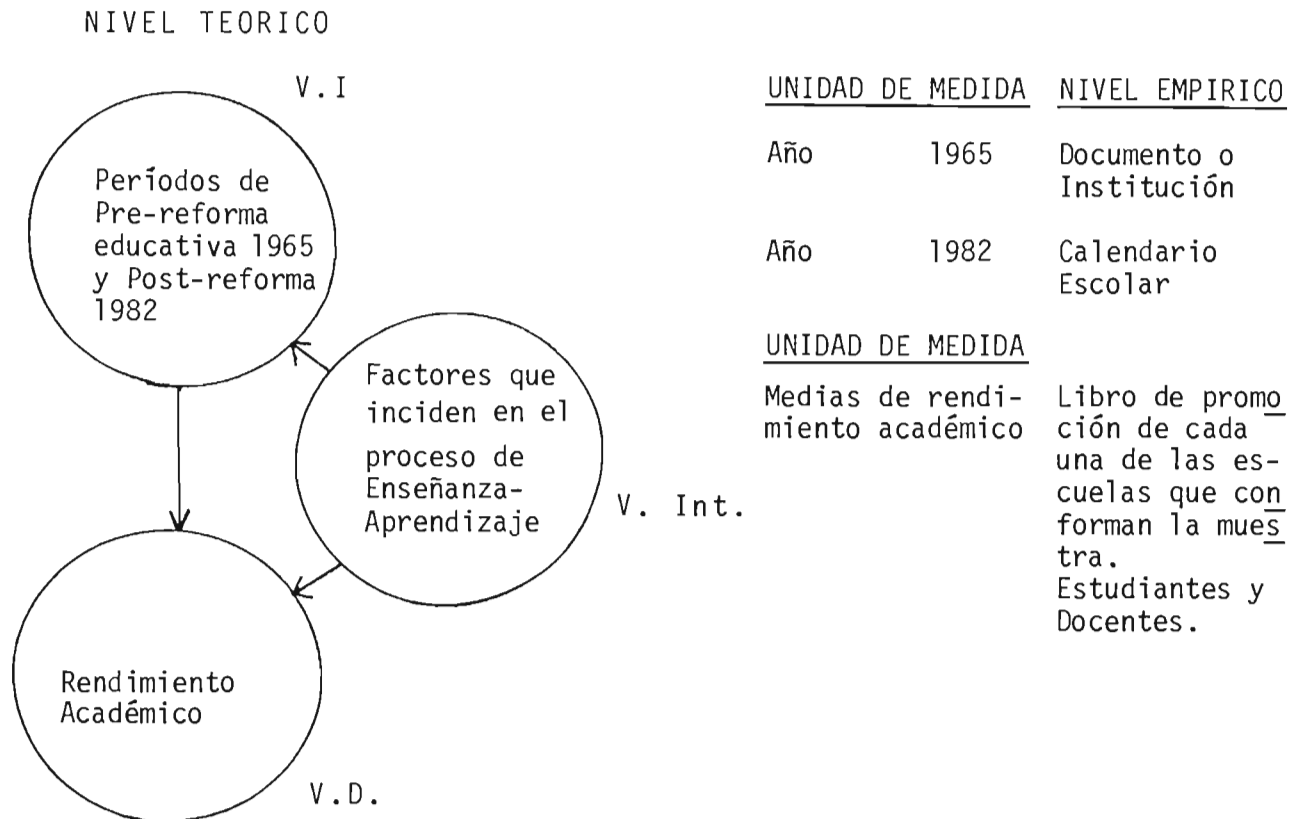 NIVEL TEORICO
V.I
Períodos de
Pre-reforma
educativa 1965
y Post-reforma
1982
Factores que
inciden en el
proceso de
Enseñanza-
Aprendizaje
V. Int.
Rendimiento
Académico
V.D.
UNIDAD DE MEDIDA NIVEL EMPIRICO
Año 1965 Documento o
Institución
Año 1982 Calendario
Escolar
UNIDAD DE MEDIDA
Medias de rendi- Libro de promo
miento académico ción de cada
una de las es-
cuelas que con
forman la mues
tra.
Estudiantes y
Docentes.